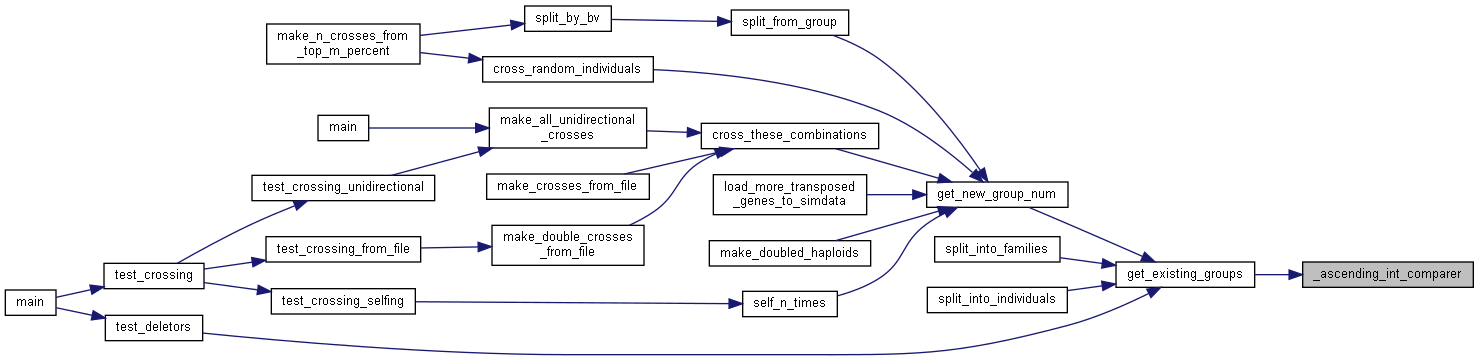 split_by_bv
split_from_group
make_n_crosses_from
_top_m_percent
cross_random_individuals
main
make_all_unidirectional
_crosses
cross_these_combinations
test_crossing_unidirectional
make_crosses_from_file
load_more_transposed
_genes_to_simdata
get_new_group_num
test_crossing_from_file
make_double_crosses
_from_file
make_doubled_haploids
split_into_families
test_crossing
get_existing_groups
_ascending_int_comparer
main
test_crossing_selfing
self_n_times
split_into_individuals
test_deletors